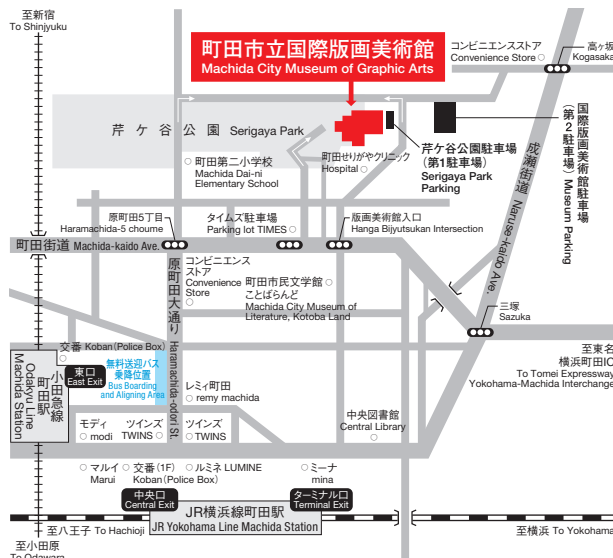 至新宿
To Shinjyuku
町田市立国際版画美術館
Machida City Museum of Graphic Arts
コンビニエンスストア
Convenience Store
高ヶ坂
Kogasaka
芹ケ谷公園 Serigaya Park
芹ケ谷公園駐車場
(第1駐車場)
Serigaya Park
Parking
国際版画美術館駐車場
(第2駐車場) Museum Parking
町田せりがやクリニック
Hospital
町田第二小学校
Machida Dai-ni
Elementary School
成瀬街道 Naruse-kaido Ave.
原町田5丁目
Haramachida-5 choume
タイムズ駐車場
Parking lot TIMES
版画美術館入口
Hanga Bijyutsukan Intersection
町田街道 Machida-kaido Ave.
原町田大通り Haramachida-odori St.
コンビニエンス
ストア
Convenience
Store
町田市民文学館
ことばらんど
Machida City Museum of
Literature, Kotoba Land
三塚
Sazuka
至東名
横浜町田IC
To Tomei Expressway
Yokohama-Machida Interchange
交番 Koban(Police Box)
東口
East Exit
小田急線
町田駅
Odakyu Line
Machida Station
無料送迎バス
乗降位置
Bus Boarding
and Aligning Area
レミィ町田
remy machida
モディ
modi
ツインズ
TWINS
ツインズ
TWINS
中央図書館
Central Library
マルイ
Marui
交番(1F)
Koban(Police Box)
ルミネ LUMINE
ミーナ
mina
中央口
Central Exit
ターミナル口
Terminal Exit
JR横浜線町田駅
JR Yokohama Line Machida Station
至八王子 To Hachioji
至横浜 To Yokohama
至小田原
To Odawara